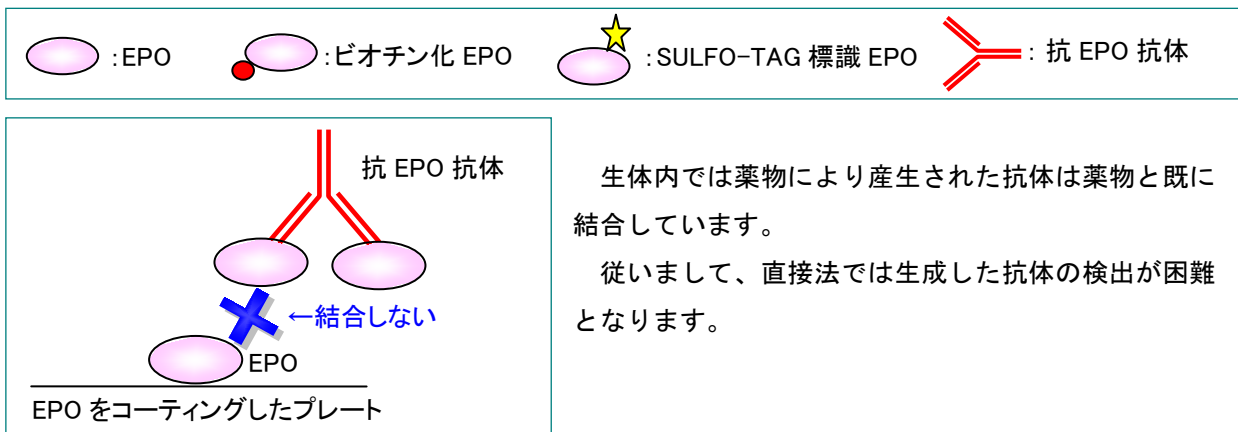 :EPO :ビオチン化 EPO :SULFO-TAG 標識 EPO : 抗 EPO 抗体
抗 EPO 抗体
←結合しない
EPO
EPO をコーティングしたプレート
生体内では薬物により産生された抗体は薬物と既に
結合しています。
従いまして、直接法では生成した抗体の検出が困難
となります。